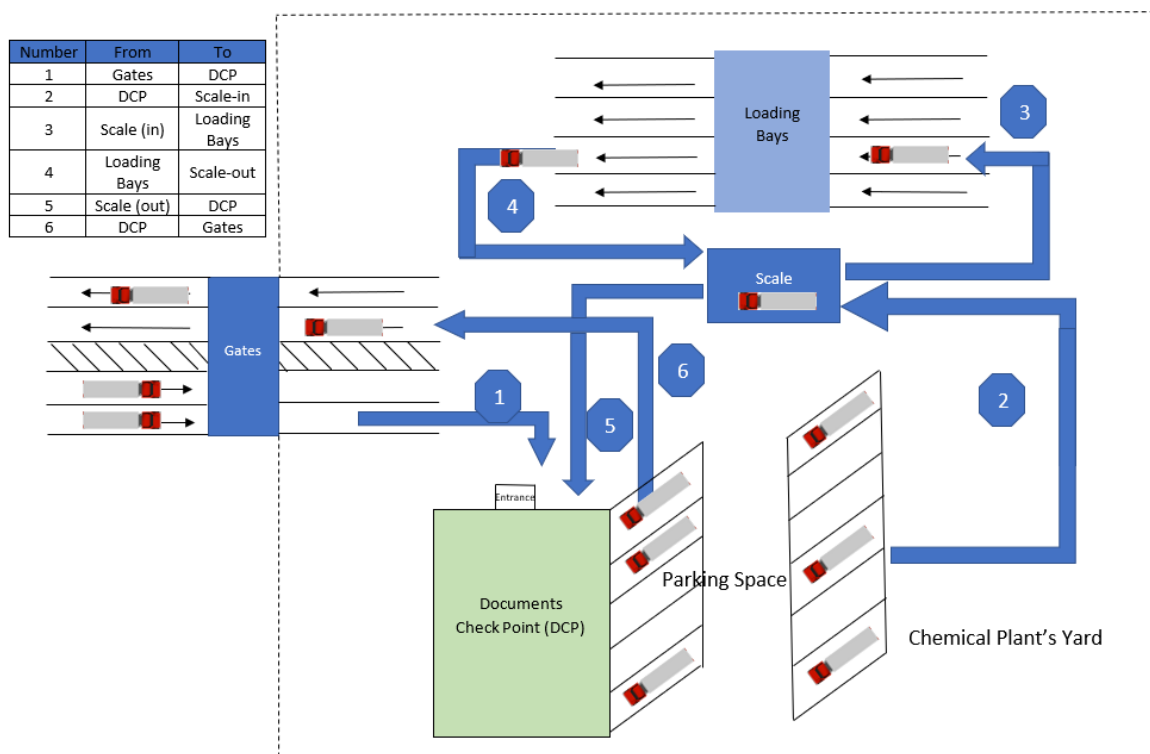 Number From To
1 Gates DCP
2 DCP Scale-in
3 Scale (in) Loading
Bays
4 Loading
Bays Scale-out
5 Scale (out) DCP
6 DCP Gates
Loading
Bays
3
4
Scale
Gates
1
6
5
2
Entrance
Documents
Check Point (DCP)
Parking Space
Chemical Plant's Yard